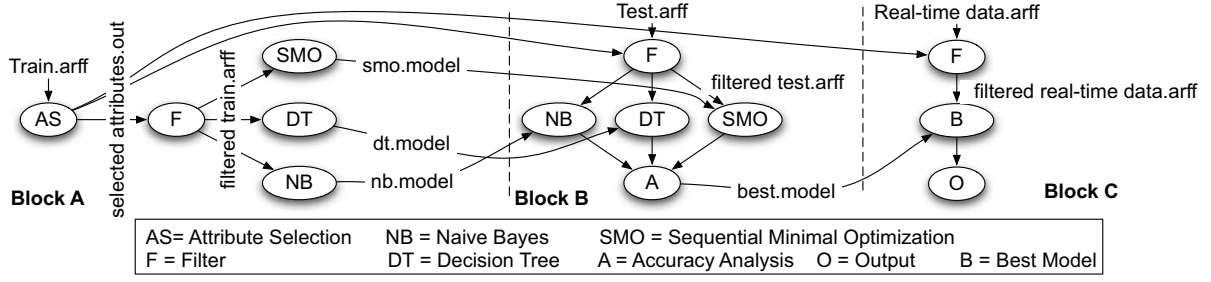 Test.arff
Real-time data.arff
Train.arff
selected attributes.out
filtered train.arff
SMO
smo.model
F
filtered test.arff
F
filtered real-time data.arff
AS
F
DT
dt.model
NB
DT
SMO
B
NB
nb.model
A
best.model
O
Block A
Block B
Block C
AS= Attribute Selection
NB = Naive Bayes
SMO = Sequential Minimal Optimization
F = Filter
DT = Decision Tree
A = Accuracy Analysis
O = Output
B = Best Model